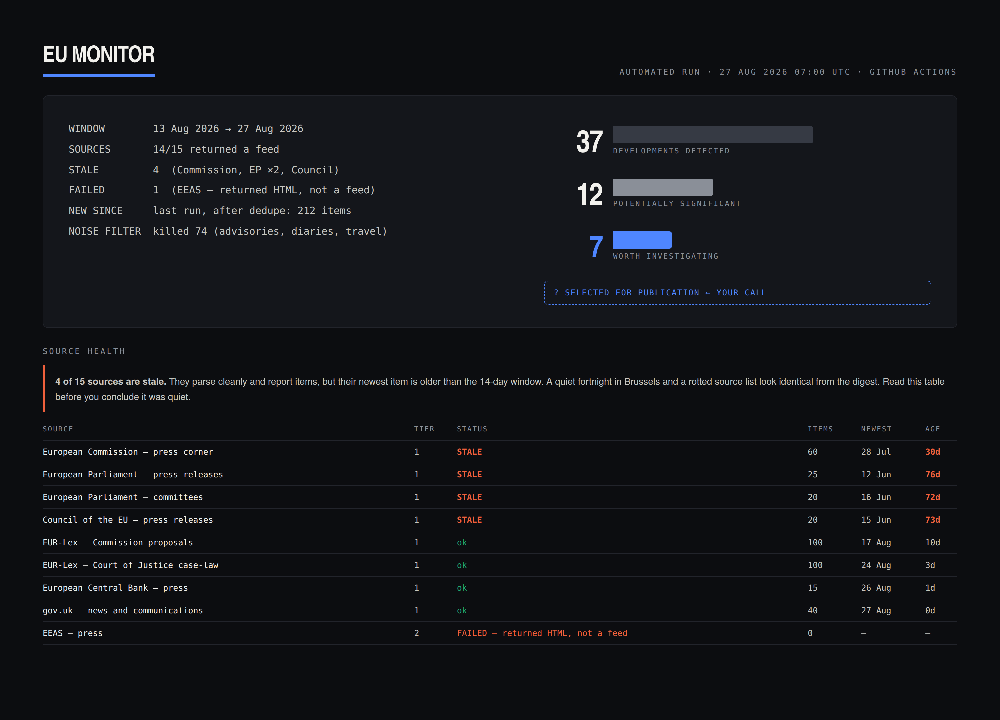 EU MONITOR
AUTOMATED RUN · 27 AUG 2026 07:00 UTC · GITHUB ACTIONS
WINDOW 13 Aug 2026 → 27 Aug 2026
SOURCES 14/15 returned a feed
STALE 4 (Commission, EP ×2, Council)
FAILED 1 (EEAS — returned HTML, not a feed)
NEW SINCE last run, after dedupe: 212 items
NOISE FILTER killed 74 (advisories, diaries, travel)
37
DEVELOPMENTS DETECTED
12
POTENTIALLY SIGNIFICANT
7
WORTH INVESTIGATING
? SELECTED FOR PUBLICATION ← YOUR CALL
SOURCE HEALTH
4 of 15 sources are stale. They parse cleanly and report items, but their newest item is older than the 14-day window. A quiet fortnight in Brussels and a rotted source list look identical from the digest. Read this table
before you conclude it was quiet.
SOURCE TIER STATUS ITEMS NEWEST AGE
European Commission — press corner 1 STALE 60 28 Jul 30d
European Parliament — press releases 1 STALE 25 12 Jun 76d
European Parliament — committees 1 STALE 20 16 Jun 72d
Council of the EU — press releases 1 STALE 20 15 Jun 73d
EUR-Lex — Commission proposals 1 ok 100 17 Aug 10d
EUR-Lex — Court of Justice case-law 1 ok 100 24 Aug 3d
European Central Bank — press 1 ok 15 26 Aug 1d
gov.uk — news and communications 1 ok 40 27 Aug 0d
EEAS — press 2 FAILED — returned HTML, not a feed 0 — —